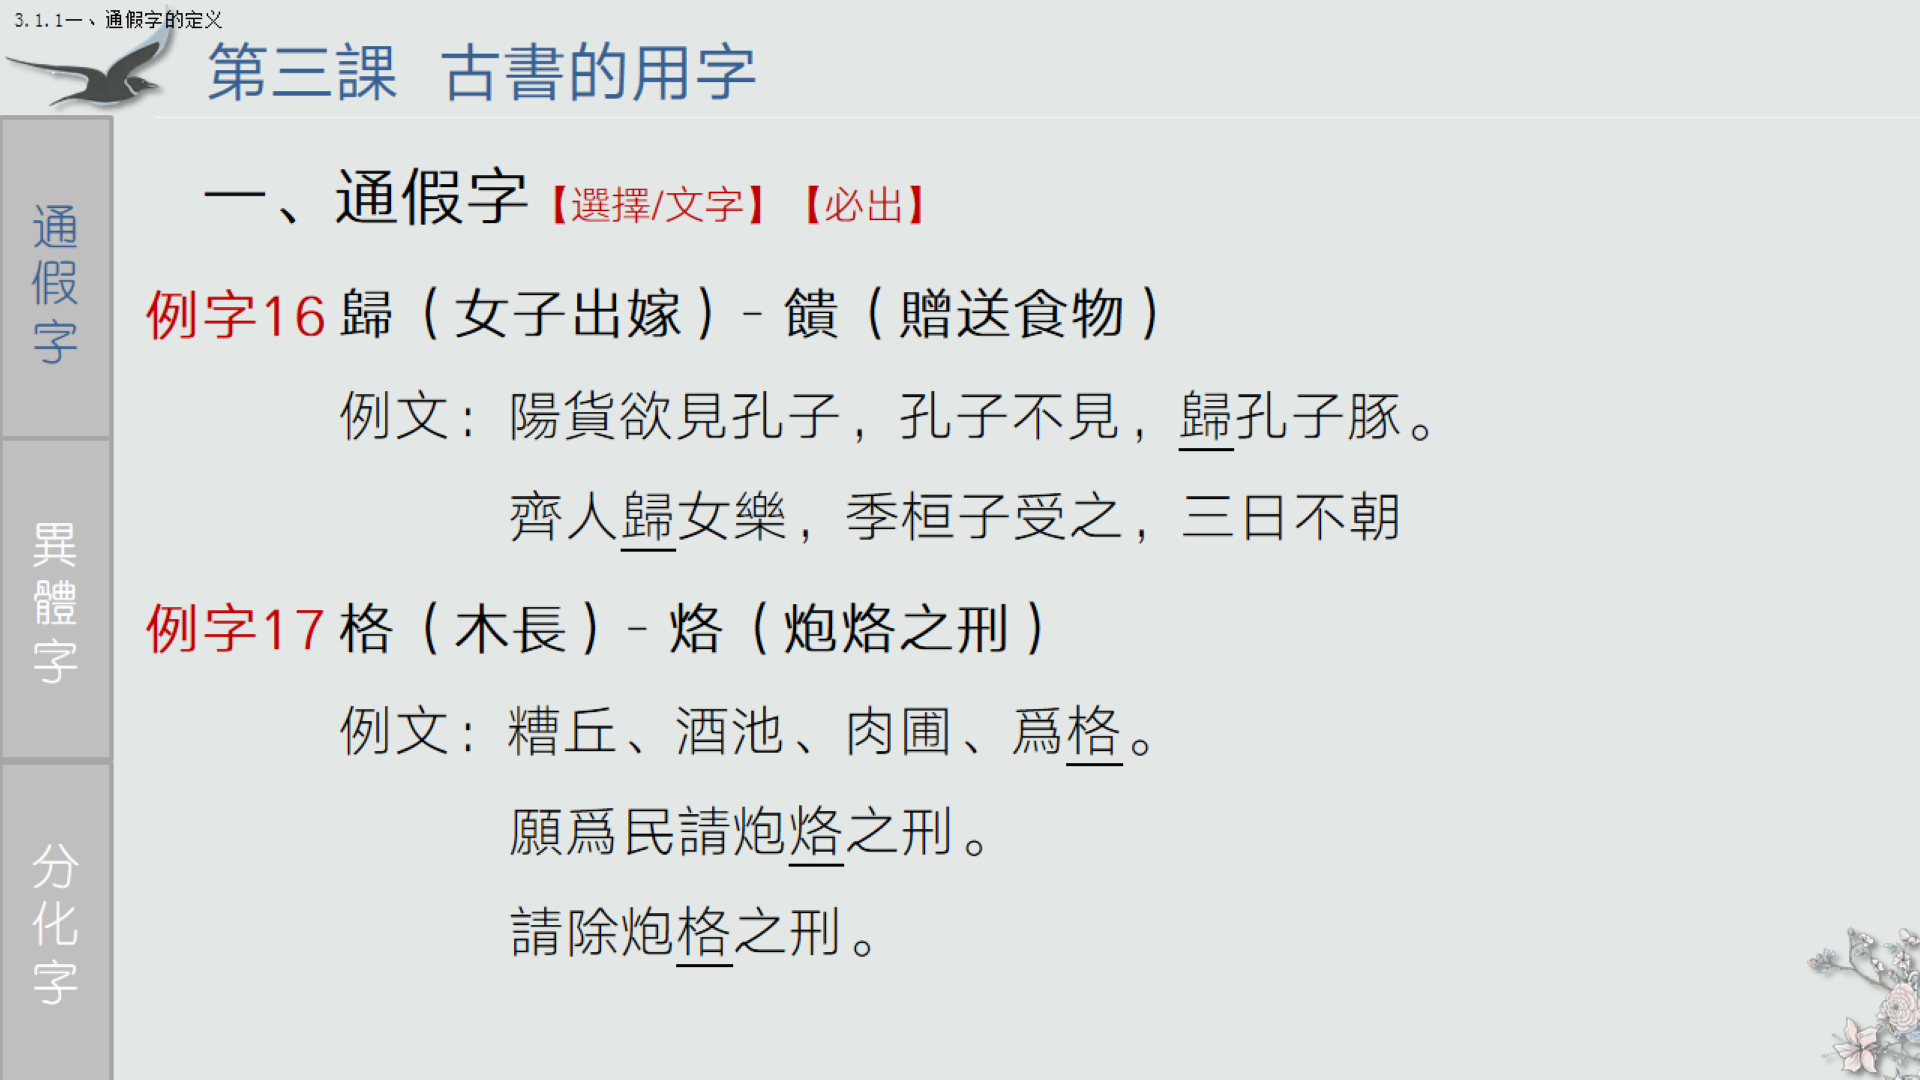 3.1.1一、通假字的定义
第三課 古書的用字
通假字
異體字
分化字
一、通假字【選擇/文字】【必出】
例字16 歸（女子出嫁）- 饋（贈送食物）
例文：陽貨欲見孔子，孔子不見，歸孔子豚。
齊人歸女樂，季桓子受之，三日不朝
例字17 格（木長）- 烙（炮烙之刑）
例文：糟丘、酒池、肉圃、爲格。
願爲民請炮烙之刑。
請除炮格之刑。